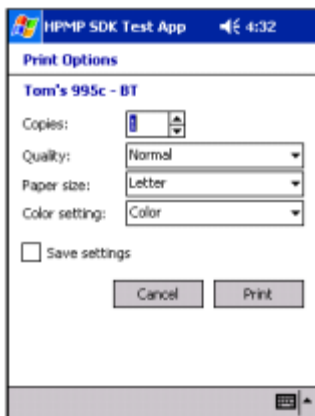 HPMP SDK Test App 4:32
Print Options
Tom's 995c - BT
Copies: 1
Quality: Normal
Paper size: Letter
Color setting: Color
Save settings
Cancel Print